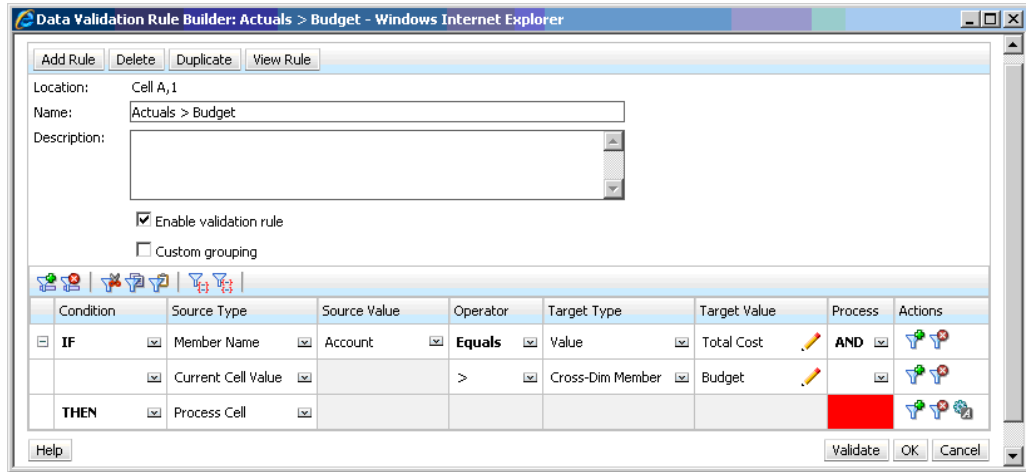 Data Validation Rule Builder: Actuals > Budget - Windows Internet Explorer
Add Rule Delete Duplicate View Rule
Location: Cell A,1
Name: Actuals > Budget
Description:
Enable validation rule
Custom grouping
Condition Source Type Source Value Operator Target Type Target Value Process Actions
IF Member Name Account Equals Value Total Cost AND
Current Cell Value > Cross-Dim Member Budget
THEN Process Cell
Help Validate OK Cancel